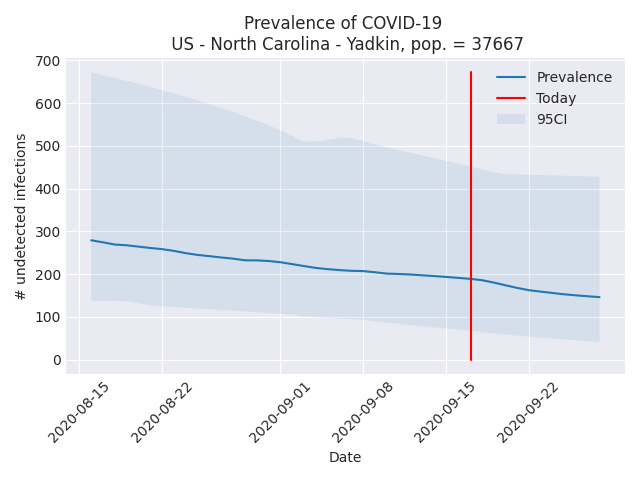 Prevalence of COVID-19
US - North Carolina - Yadkin, pop. = 37667
700
600
500
400
300
200
100
0
# undetected infections
Prevalence
Today
95CI
2020-08-15
2020-08-22
2020-09-01
2020-09-08
2020-09-15
2020-09-22
Date